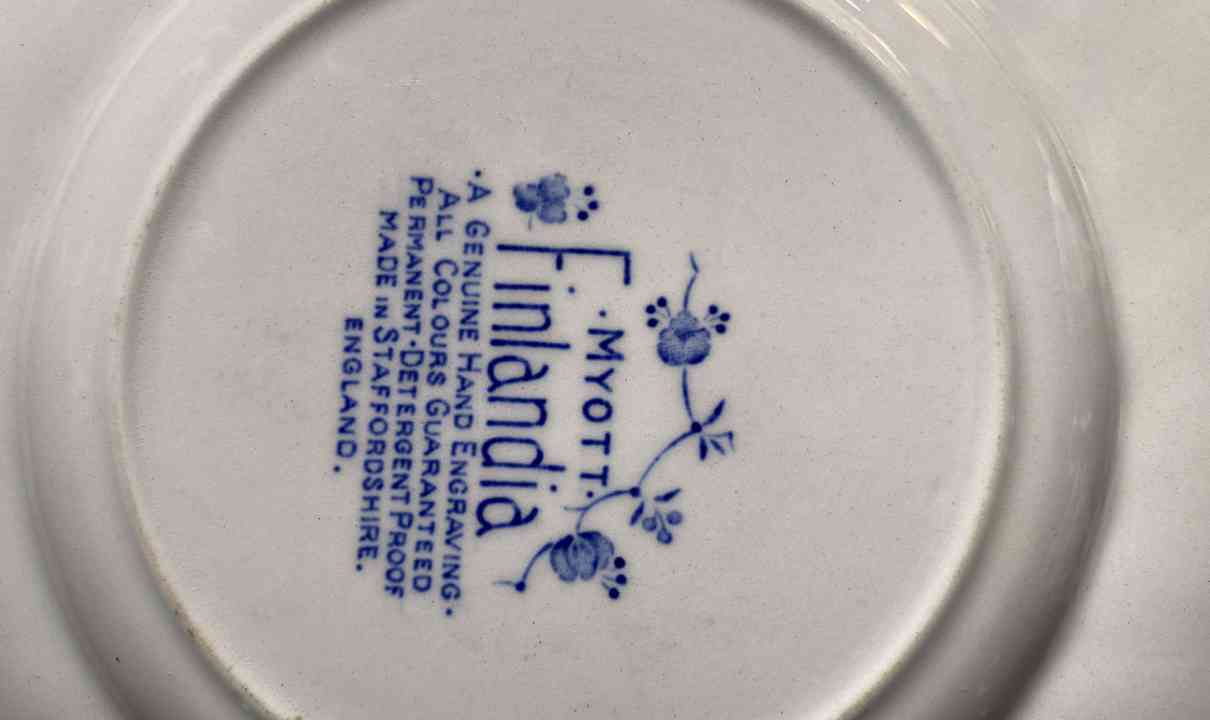 ·MYOTT.
Finlandia
·A GENUINE HAND ENGRAVING·
ALL COLOURS GUARANTEED
PERMANENT·DETERGENT PROOF
MADE IN STAFFORDSHIRE.
ENGLAND.